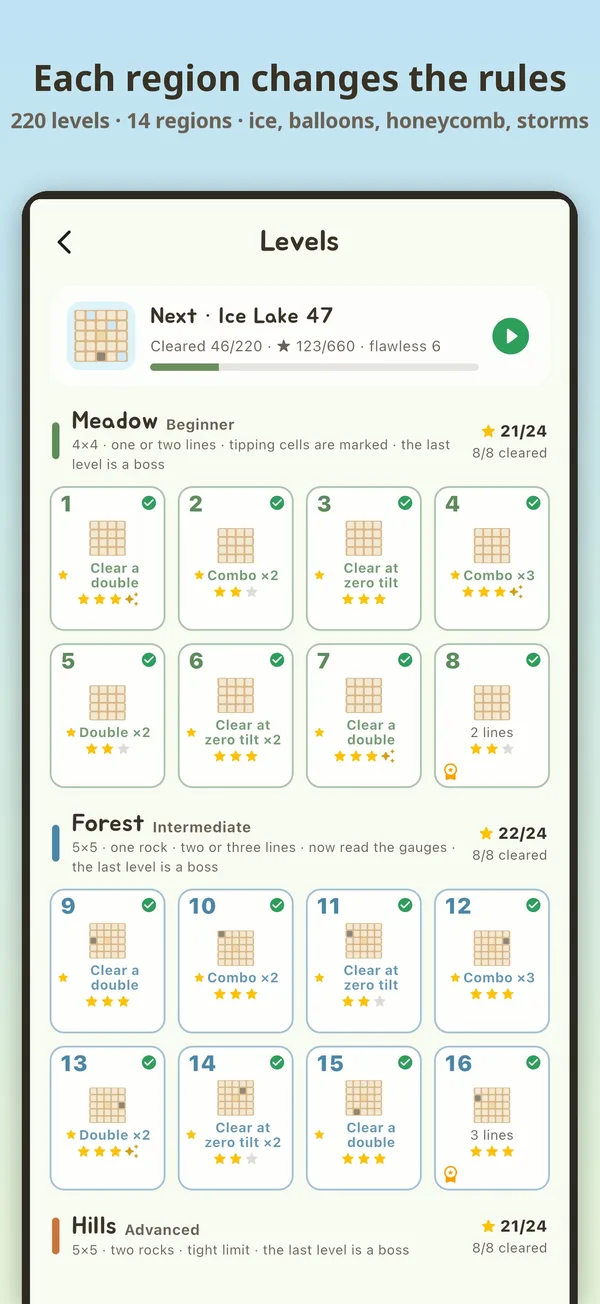 Each region changes the rules
220 levels · 14 regions · ice, balloons, honeycomb, storms
Levels
Next · Ice Lake 47
Cleared 46/220 · ★ 123/660 · flawless 6
Meadow Beginner
4×4 · one or two lines · tipping cells are marked · the last
level is a boss
21/24
8/8 cleared
1
Clear a
double
2
Combo ×2
3
Clear at
zero tilt
4
Combo ×3
5
Double ×2
6
Clear at
zero tilt ×2
7
Clear a
double
8
2 lines
Forest Intermediate
5×5 · one rock · two or three lines · now read the gauges ·
the last level is a boss
22/24
8/8 cleared
9
Clear a
double
10
Combo ×2
11
Clear at
zero tilt
12
Combo ×3
13
Double ×2
14
Clear at
zero tilt ×2
15
Clear a
double
16
3 lines
Hills Advanced
5×5 · two rocks · tight limit · the last level is a boss
21/24
8/8 cleared